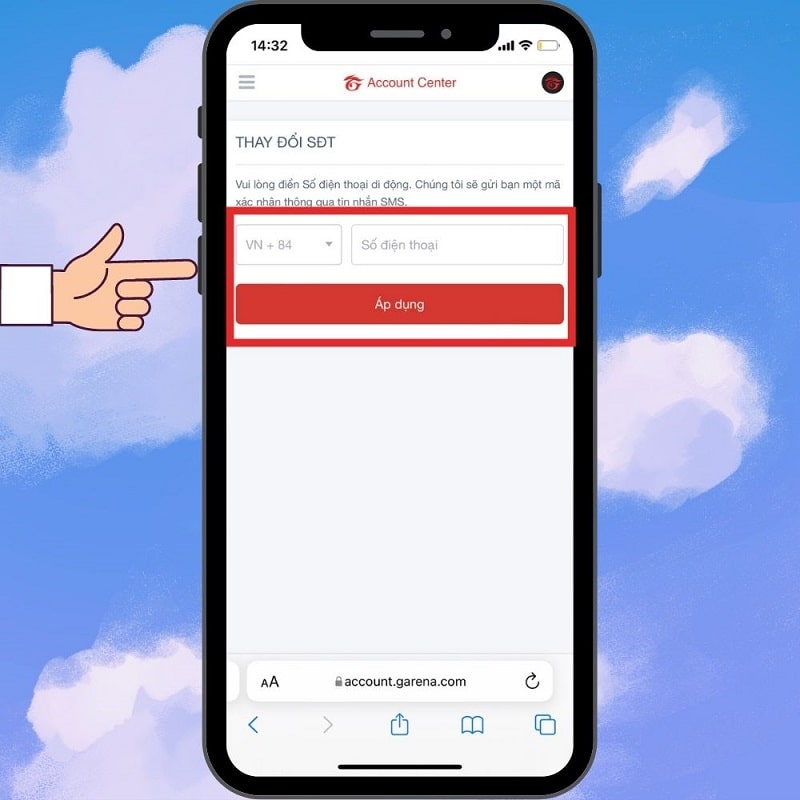 14:32
Account Center
THAY ĐỔI SĐT
Vui lòng điền Số điện thoại di động. Chúng tôi sẽ gửi bạn một mã
xác nhận thông qua tin nhắn SMS.
VN + 84 Số điện thoại
Áp dụng
AA account.garena.com